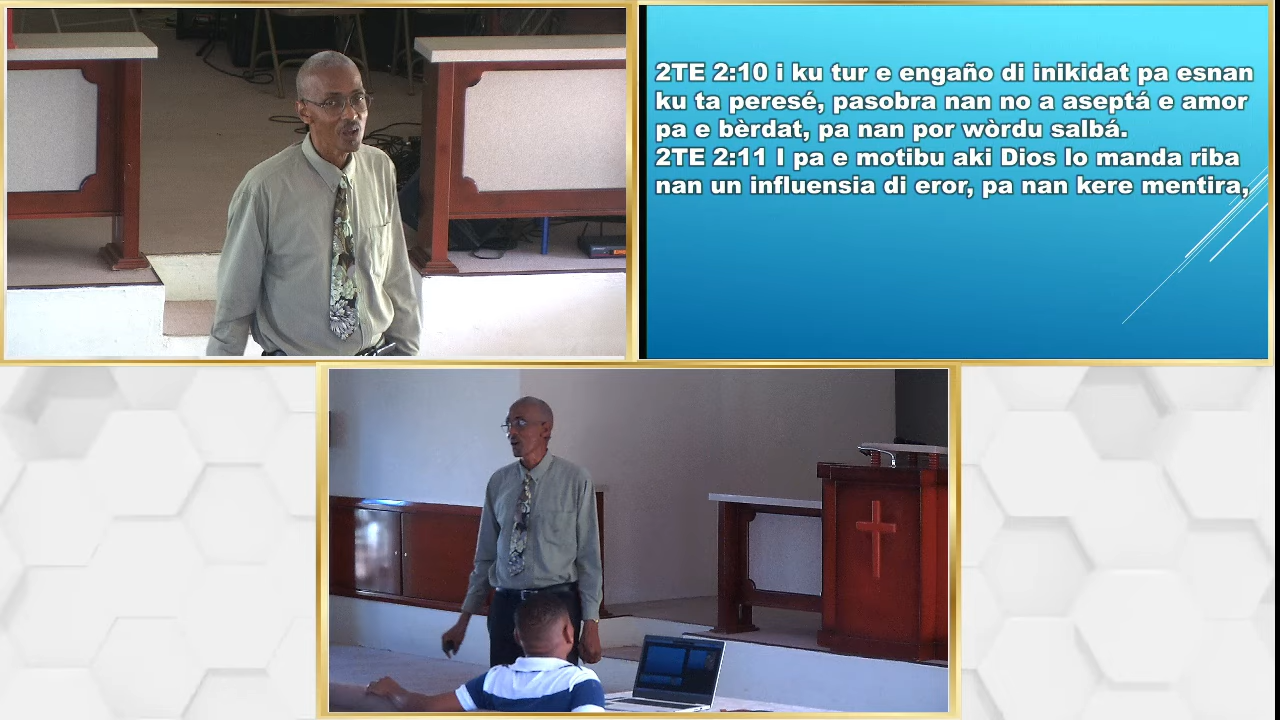 2TE 2:10 i ku tur e engaño di inikidat pa esnan
ku ta peresé, pasobra nan no a aseptá e amor
pa e bèrdat, pa nan por wòrdu salbá.
2TE 2:11 I pa e motibu aki Dios lo manda riba
nan un influensia di eror, pa nan kere mentira,